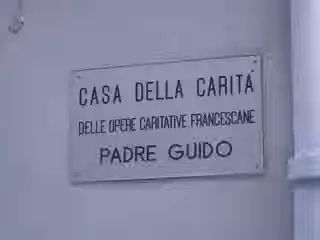 CASA DELLA CARITÀ
DELLE OPERE CARITATIVE FRANCESCANE
PADRE GUIDO